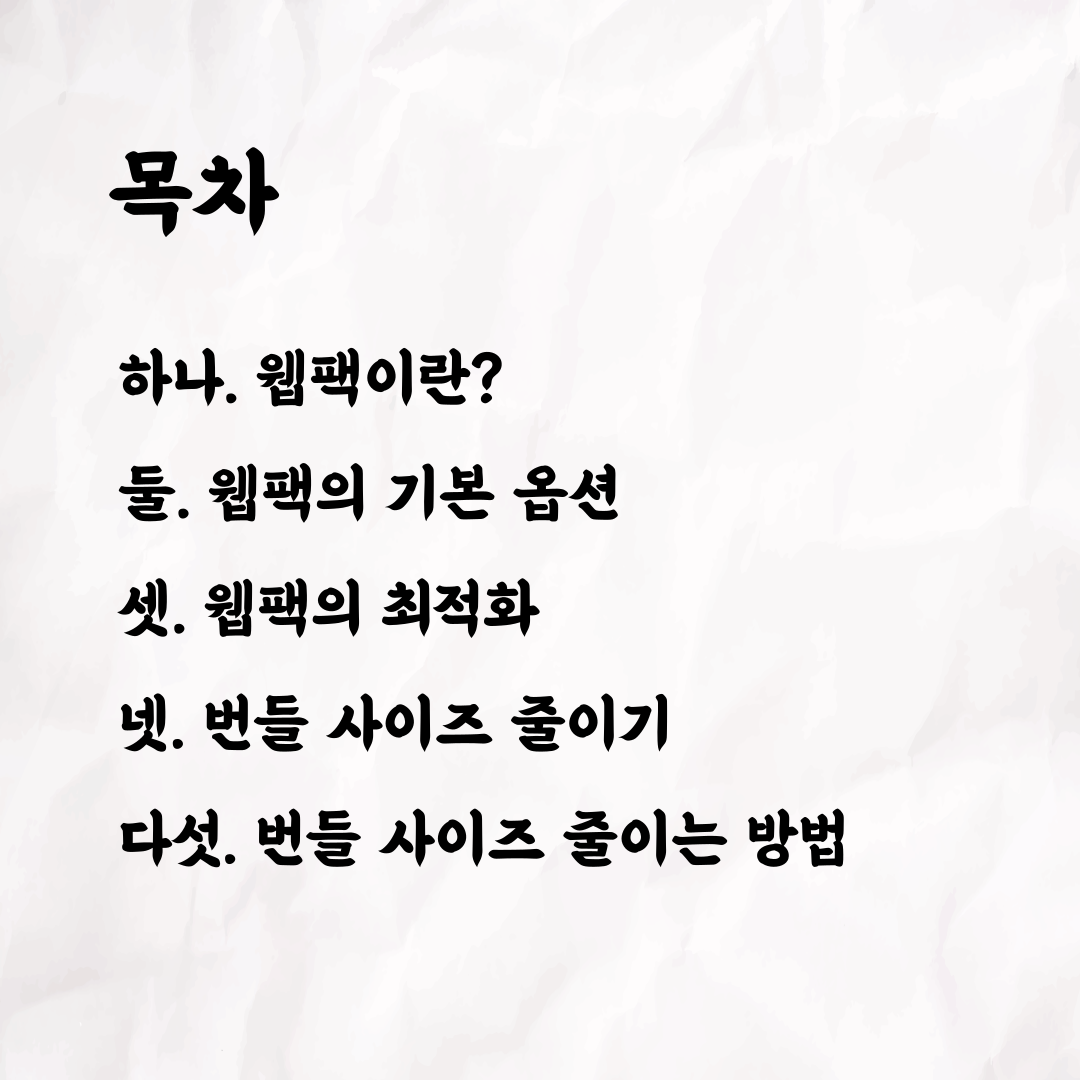 목차
하나. 웹팩이란?
둘. 웹팩의 기본 옵션
셋. 웹팩의 최적화
넷. 번들 사이즈 줄이기
다섯. 번들 사이즈 줄이는 방법